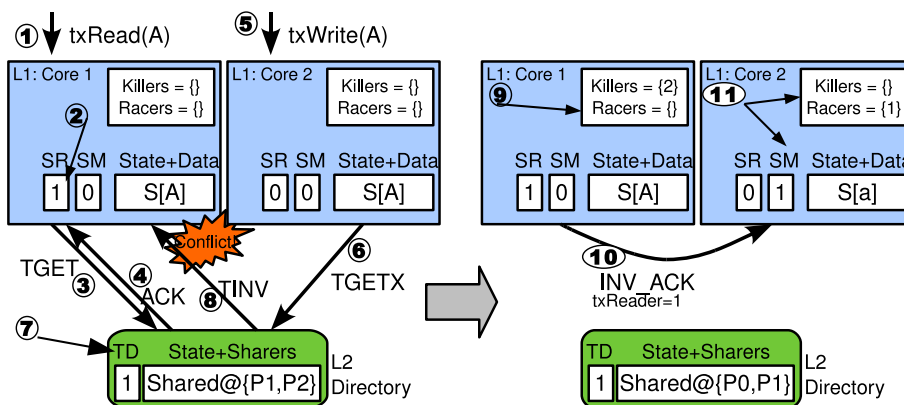 ① txRead(A)
⑤ txWrite(A)
L1: Core 1
Killers = {}
Racers = {}
②
SR SM State+Data
1 0 S[A]
L1: Core 2
Killers = {}
Racers = {}
SR SM State+Data
0 0 S[A]
Conflict!
TGET
③
④
ACK
⑧
TINV
⑥
TGETX
⑦
TD State+Sharers
1 Shared@{P1,P2}
L2
Directory
L1: Core 1
Killers = {2}
Racers = {}
⑨
SR SM State+Data
1 0 S[A]
L1: Core 2
Killers = {}
Racers = {1}
⑪
SR SM State+Data
0 1 S[a]
⑩
INV_ACK
txReader=1
TD State+Sharers
1 Shared@{P0,P1}
L2
Directory